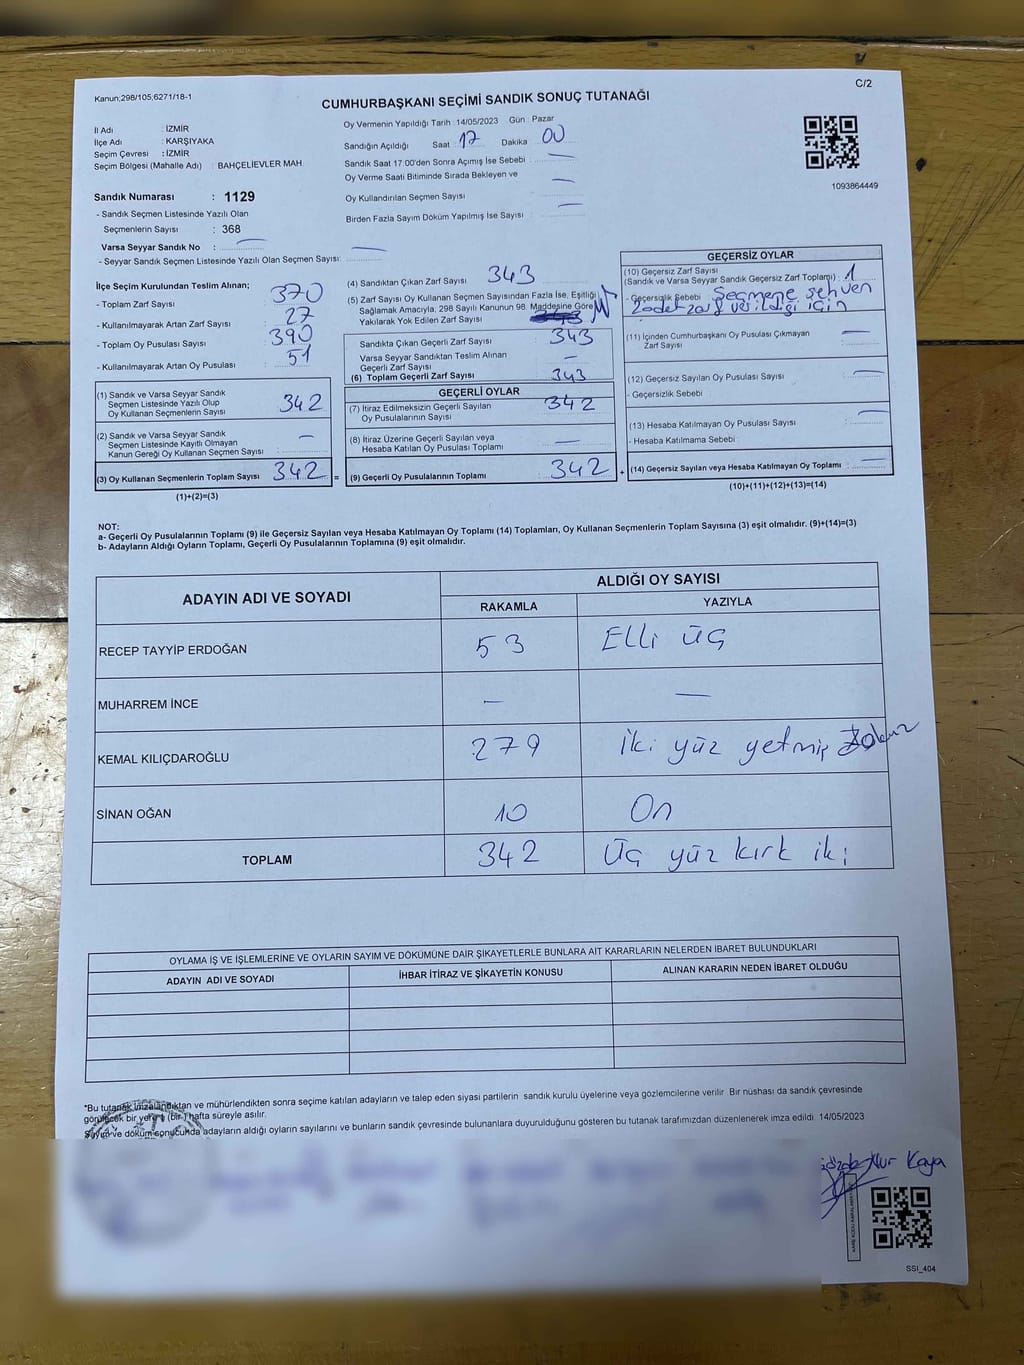 Kanun;298/105;6271/18-1
C/2
CUMHURBAŞKANI SEÇİMİ SANDIK SONUÇ TUTANAĞI
İl Adı : İZMİR
İlçe Adı : KARŞIYAKA
Seçim Çevresi : İZMİR
Seçim Bölgesi (Mahalle Adı) : BAHÇELİEVLER MAH.
Sandık Numarası : 1129
- Sandık Seçmen Listesinde Yazılı Olan
Seçmenlerin Sayısı : 368
Varsa Seyyar Sandık No : —
- Seyyar Sandık Seçmen Listesinde Yazılı Olan Seçmen Sayısı: —
Oy Vermenin Yapıldığı Tarih : 14/05/2023 Gün : Pazar
Sandığın Açıldığı Saat 17 Dakika 00
Sandık Saat 17:00'den Sonra Açımış İse Sebebi : —
Oy Verme Saati Bitiminde Sırada Bekleyen ve
Oy Kullandırılan Seçmen Sayısı : —
Birden Fazla Sayım Döküm Yapılmış İse Sayısı : —
1093864449
İlçe Seçim Kurulundan Teslim Alınan;
- Toplam Zarf Sayısı : 370
- Kullanılmayarak Artan Zarf Sayısı : 27
- Toplam Oy Pusulası Sayısı : 390
- Kullanılmayarak Artan Oy Pusulası : 51
(1) Sandık ve Varsa Seyyar Sandık
Seçmen Listesinde Yazılı Olup
Oy Kullanan Seçmenlerin Sayısı : 342
(2) Sandık ve Varsa Seyyar Sandık
Seçmen Listesinde Kayıtlı Olmayan
Kanun Gereği Oy Kullanan Seçmen Sayısı : —
(3) Oy Kullanan Seçmenlerin Toplam Sayısı : 342
(1)+(2)=(3)
(4) Sandıktan Çıkan Zarf Sayısı : 343
(5) Zarf Sayısı Oy Kullanan Seçmen Sayısından Fazla İse, Eşitliği
Sağlamak Amacıyla, 298 Sayılı Kanunun 98. Maddesine Göre
Yakılarak Yok Edilen Zarf Sayısı
Sandıkta Çıkan Geçerli Zarf Sayısı : 343
Varsa Seyyar Sandıktan Teslim Alınan
Geçerli Zarf Sayısı : —
(6) Toplam Geçerli Zarf Sayısı : 343
GEÇERLİ OYLAR
(7) İtiraz Edilmeksizin Geçerli Sayılan
Oy Pusulalarının Sayısı : 342
(8) İtiraz Üzerine Geçerli Sayılan veya
Hesaba Katılan Oy Pusulası Toplamı : —
(9) Geçerli Oy Pusulalarının Toplamı : 342
GEÇERSİZ OYLAR
(10) Geçersiz Zarf Sayısı
(Sandık ve Varsa Seyyar Sandık Geçersiz Zarf Toplamı) : 1
- Geçersizlik Sebebi : Seçmene sehven
2 adet zarf verildiği için
(11) İçinden Cumhurbaşkanı Oy Pusulası Çıkmayan
Zarf Sayısı : —
(12) Geçersiz Sayılan Oy Pusulası Sayısı : —
- Geçersizlik Sebebi :
(13) Hesaba Katılmayan Oy Pusulası Sayısı : —
- Hesaba Katılmama Sebebi :
(14) Geçersiz Sayılan veya Hesaba Katılmayan Oy Toplamı : —
(10)+(11)+(12)+(13)=(14)
NOT:
a- Geçerli Oy Pusulalarının Toplamı (9) ile Geçersiz Sayılan veya Hesaba Katılmayan Oy Toplamı (14) Toplamları, Oy Kullanan Seçmenlerin Toplam Sayısına (3) eşit olmalıdır. (9)+(14)=(3)
b- Adayların Aldığı Oyların Toplamı, Geçerli Oy Pusulalarının Toplamına (9) eşit olmalıdır.
ADAYIN ADI VE SOYADI ALDIĞI OY SAYISI
RAKAMLA YAZIYLA
RECEP TAYYİP ERDOĞAN 53 Elli üç
MUHARREM İNCE — —
KEMAL KILIÇDAROĞLU 279 İki yüz yetmiş dokuz
SİNAN OĞAN 10 On
TOPLAM 342 Üç yüz kırk iki
OYLAMA İŞ VE İŞLEMLERİNE VE OYLARIN SAYIM VE DÖKÜMÜNE DAİR ŞİKAYETLERLE BUNLARA AİT KARARLARIN NELERDEN İBARET BULUNDUKLARI
ADAYIN ADI VE SOYADI İHBAR İTİRAZ VE ŞİKAYETİN KONUSU ALINAN KARARIN NEDEN İBARET OLDUĞU
*Bu tutanak imzalandıktan ve mühürlendikten sonra seçime katılan adayların ve talep eden siyasi partilerin sandık kurulu üyelerine veya gözlemcilerine verilir. Bir nüshası da sandık çevresinde
görülecek bir yerine (bir ) hafta süreyle asılır.
Sayım ve döküm sonucunda adayların aldığı oyların sayılarını ve bunların sandık çevresinde bulunanlara duyurulduğunu gösteren bu tutanak tarafımızdan düzenlenerek imza edildi. 14/05/2023
Nur Kaya
SSI_404